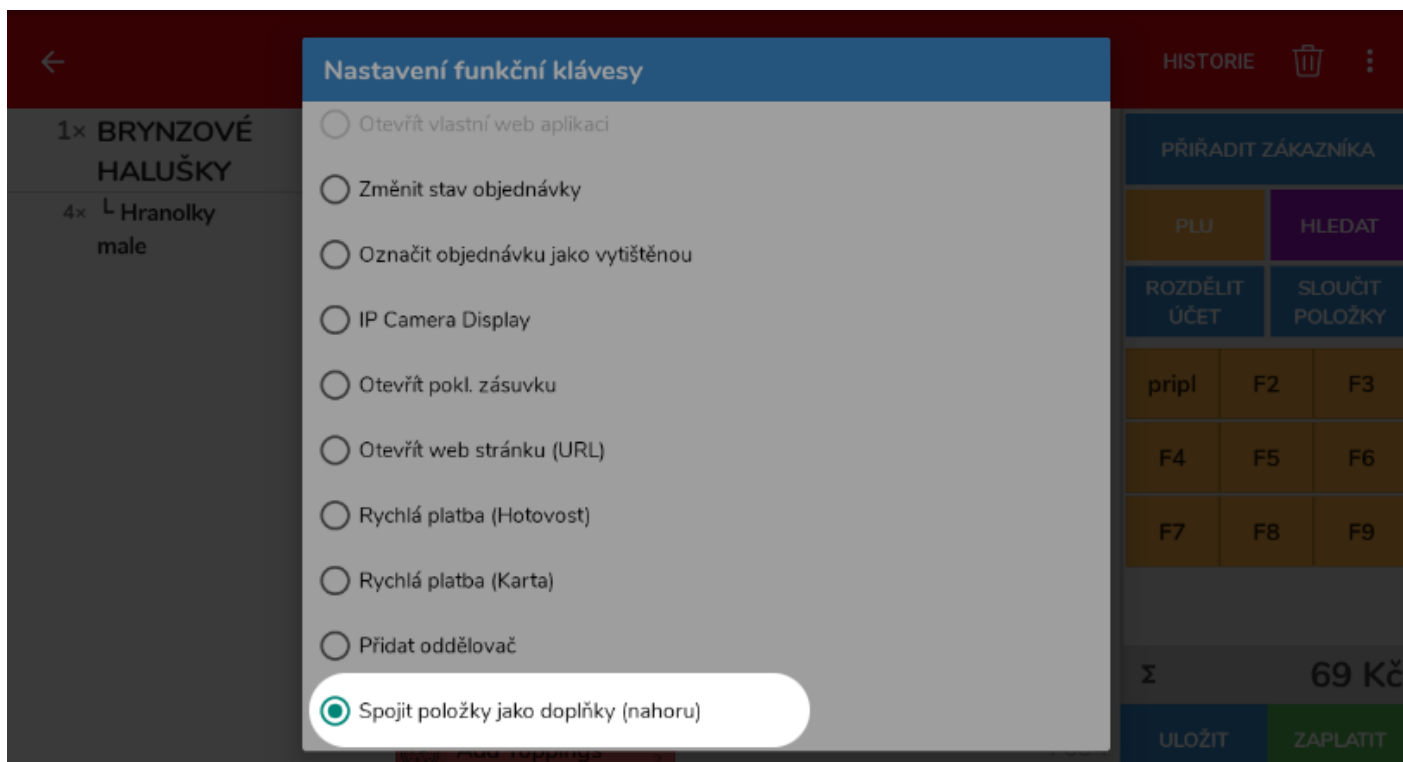 HISTORIE
Nastavení funkční klávesy
1× BRYNZOVÉ
HALUŠKY
4× └ Hranolky
male
Otevřít vlastní web aplikaci
Změnit stav objednávky
Označit objednávku jako vytištěnou
IP Camera Display
Otevřít pokl. zásuvku
Otevřít web stránku (URL)
Rychlá platba (Hotovost)
Rychlá platba (Karta)
Přidat oddělovač
Spojit položky jako doplňky (nahoru)
Add Toppings
PŘIŘADIT ZÁKAZNÍKA
PLU HLEDAT
ROZDĚLIT
ÚČET
SLOUČIT
POLOŽKY
pripl F2 F3
F4 F5 F6
F7 F8 F9
Σ 69 Kč
ULOŽIT ZAPLATIT